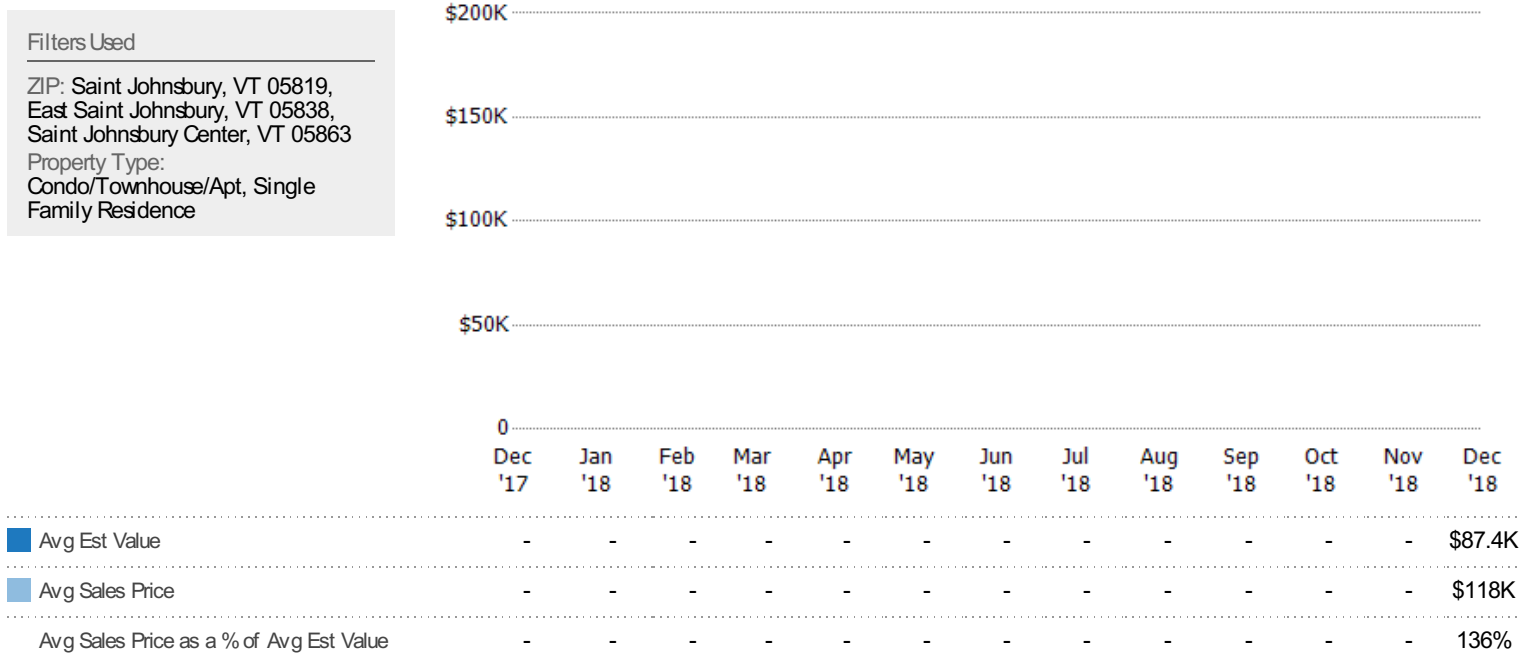 Filters Used
ZIP: Saint Johnsbury, VT 05819,
East Saint Johnsbury, VT 05838,
Saint Johnsbury Center, VT 05863
Property Type:
Condo/Townhouse/Apt, Single
Family Residence
$200K
$150K
$100K
$50K
0
Dec Jan Feb Mar Apr May Jun Jul Aug Sep Oct Nov Dec
'17 '18 '18 '18 '18 '18 '18 '18 '18 '18 '18 '18 '18
Avg Est Value - - - - - - - - - - - - $87.4K
Avg Sales Price - - - - - - - - - - - - $118K
Avg Sales Price as a % of Avg Est Value - - - - - - - - - - - - 136%